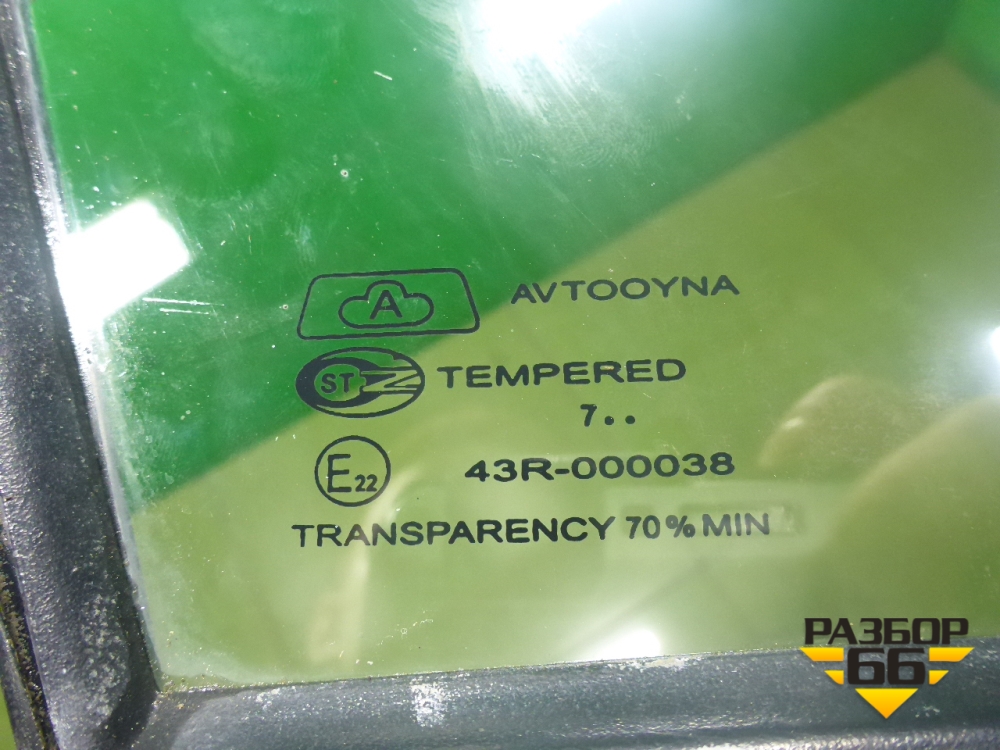 A AVTOOYNA
ST TEMPERED
7..
E22 43R-000038
TRANSPARENCY 70% MIN
РАЗБОР
66